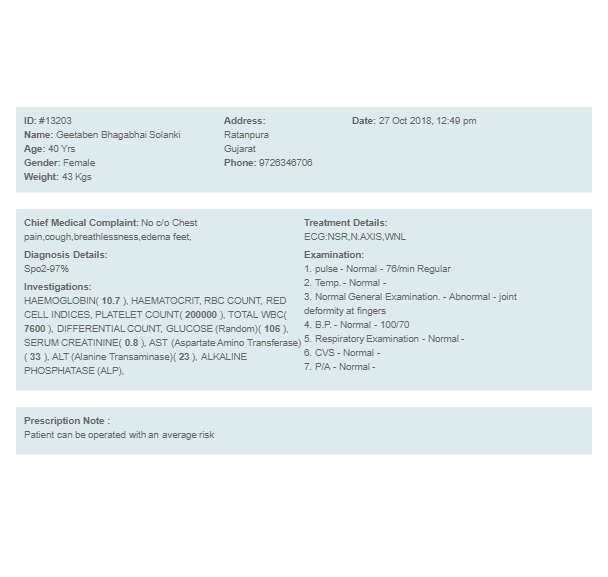 ID: #13203
Name: Geetaben Bhagabhai Solanki
Age: 40 Yrs
Gender: Female
Weight: 43 Kgs
Address:
Ratanpura
Gujarat
Phone: 9726346706
Date: 27 Oct 2018, 12:49 pm
Chief Medical Complaint: No c/o Chest
pain,cough,breathlessness,edema feet,
Diagnosis Details:
Spo2-97%
Investigations:
HAEMOGLOBIN( 10.7 ), HAEMATOCRIT, RBC COUNT, RED
CELL INDICES, PLATELET COUNT( 200000 ), TOTAL WBC(
7600 ), DIFFERENTIAL COUNT, GLUCOSE (Random)( 106 ),
SERUM CREATININE( 0.8 ), AST (Aspartate Amino Transferase)
( 33 ), ALT (Alanine Transaminase)( 23 ), ALKALINE
PHOSPHATASE (ALP),
Treatment Details:
ECG:NSR,N.AXIS,WNL
Examination:
1. pulse - Normal - 76/min Regular
2. Temp. - Normal -
3. Normal General Examination. - Abnormal - joint
deformity at fingers
4. B.P. - Normal - 100/70
5. Respiratory Examination - Normal -
6. CVS - Normal -
7. P/A - Normal -
Prescription Note :
Patient can be operated with an average risk